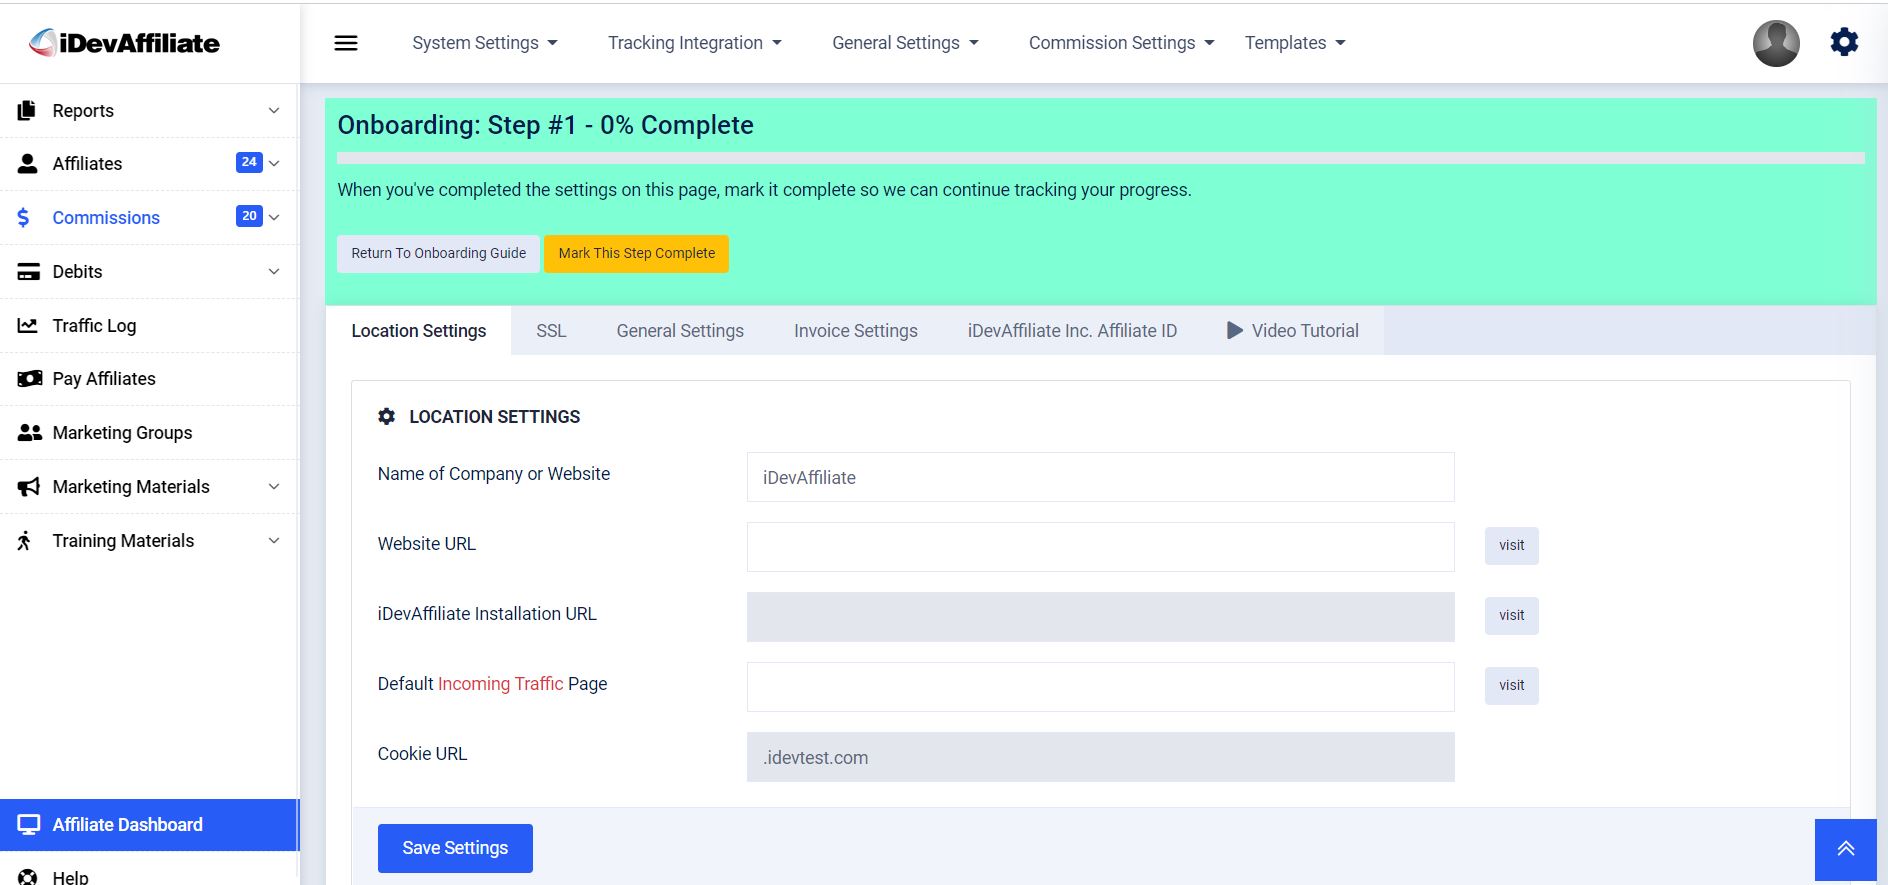 iDevAffiliate
System Settings
Tracking Integration
General Settings
Commission Settings
Templates
Reports
Affiliates 24
Commissions 20
Debits
Traffic Log
Pay Affiliates
Marketing Groups
Marketing Materials
Training Materials
Affiliate Dashboard
Help
Onboarding: Step #1 - 0% Complete
When you've completed the settings on this page, mark it complete so we can continue tracking your progress.
Return To Onboarding Guide
Mark This Step Complete
Location Settings
SSL
General Settings
Invoice Settings
iDevAffiliate Inc. Affiliate ID
Video Tutorial
LOCATION SETTINGS
Name of Company or Website
iDevAffiliate
Website URL
visit
iDevAffiliate Installation URL
visit
Default Incoming Traffic Page
visit
Cookie URL
.idevtest.com
Save Settings